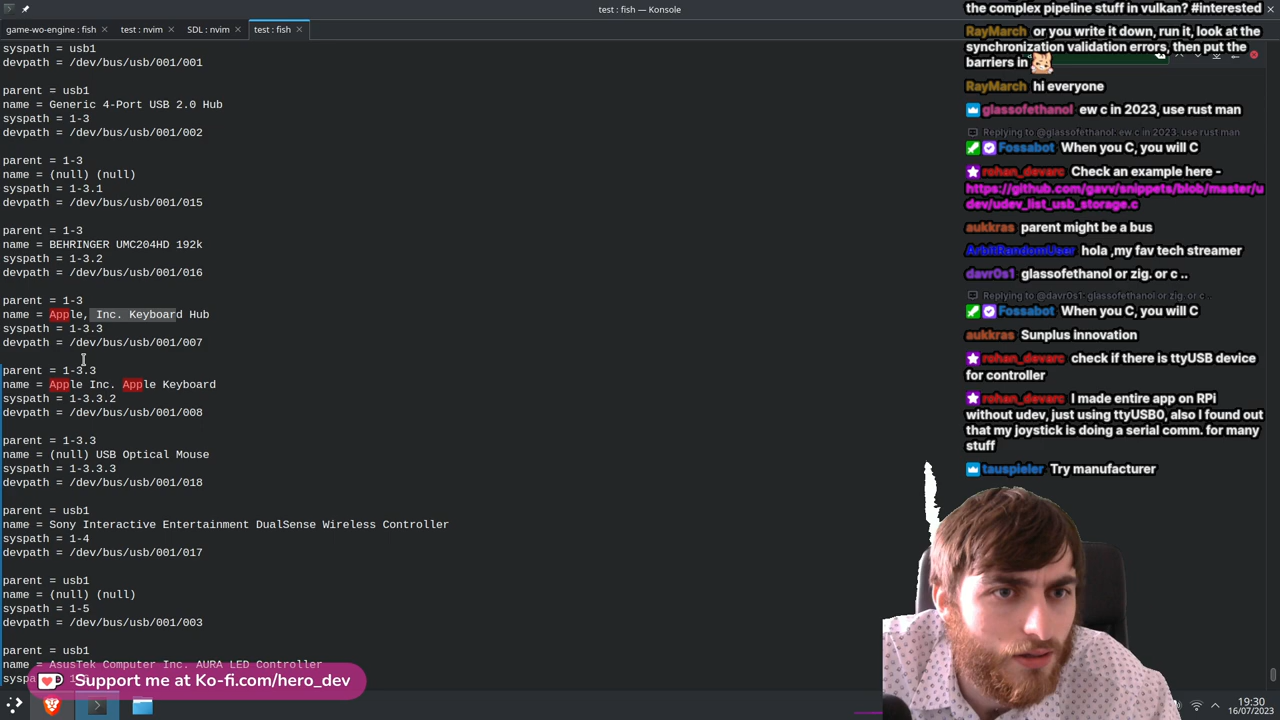 test : fish — Konsole
game-wo-engine : fish
test : nvim
SDL : nvim
test : fish
syspath = usb1
devpath = /dev/bus/usb/001/001
parent = usb1
name = Generic 4-Port USB 2.0 Hub
syspath = 1-3
devpath = /dev/bus/usb/001/002
parent = 1-3
name = (null) (null)
syspath = 1-3.1
devpath = /dev/bus/usb/001/015
parent = 1-3
name = BEHRINGER UMC204HD 192k
syspath = 1-3.2
devpath = /dev/bus/usb/001/016
parent = 1-3
name = Apple, Inc. Keyboard Hub
syspath = 1-3.3
devpath = /dev/bus/usb/001/007
parent = 1-3.3
name = Apple Inc. Apple Keyboard
syspath = 1-3.3.2
devpath = /dev/bus/usb/001/008
parent = 1-3.3
name = (null) USB Optical Mouse
syspath = 1-3.3.3
devpath = /dev/bus/usb/001/018
parent = usb1
name = Sony Interactive Entertainment DualSense Wireless Controller
syspath = 1-4
devpath = /dev/bus/usb/001/017
parent = usb1
name = (null) (null)
syspath = 1-5
devpath = /dev/bus/usb/001/003
parent = usb1
name = AsusTek Computer Inc. AURA LED Controller
Support me at Ko-fi.com/hero_dev
the complex pipeline stuff in vulkan? #interested
RayMarch or you write it down, run it, look at the
synchronization validation errors, then put the
barriers in
RayMarch hI everyone
glassofethanol ew c in 2023, use rust man
Replying to @glassofethanol: ew c in 2023, use rust man
Fossabot When you C, you will C
rohan_devarc Check an example here -
https://github.com/gavv/snippets/blob/master/u
dev/udev_list_usb_storage.c
aukkras parent might be a bus
ArbitRandomUser hola ,my fav tech streamer
davr0s1 glassofethanol or zig. or c ..
Replying to @davr0s1: glassofethanol or zig. or c ..
Fossabot When you C, you will C
aukkras Sunplus innovation
rohan_devarc check if there is ttyUSB device
for controller
rohan_devarc I made entire app on RPi
without udev, just using ttyUSB0, also I found out
that my joystick is doing a serial comm. for many
stuff
tauspieler Try manufacturer
19:30
16/07/2023